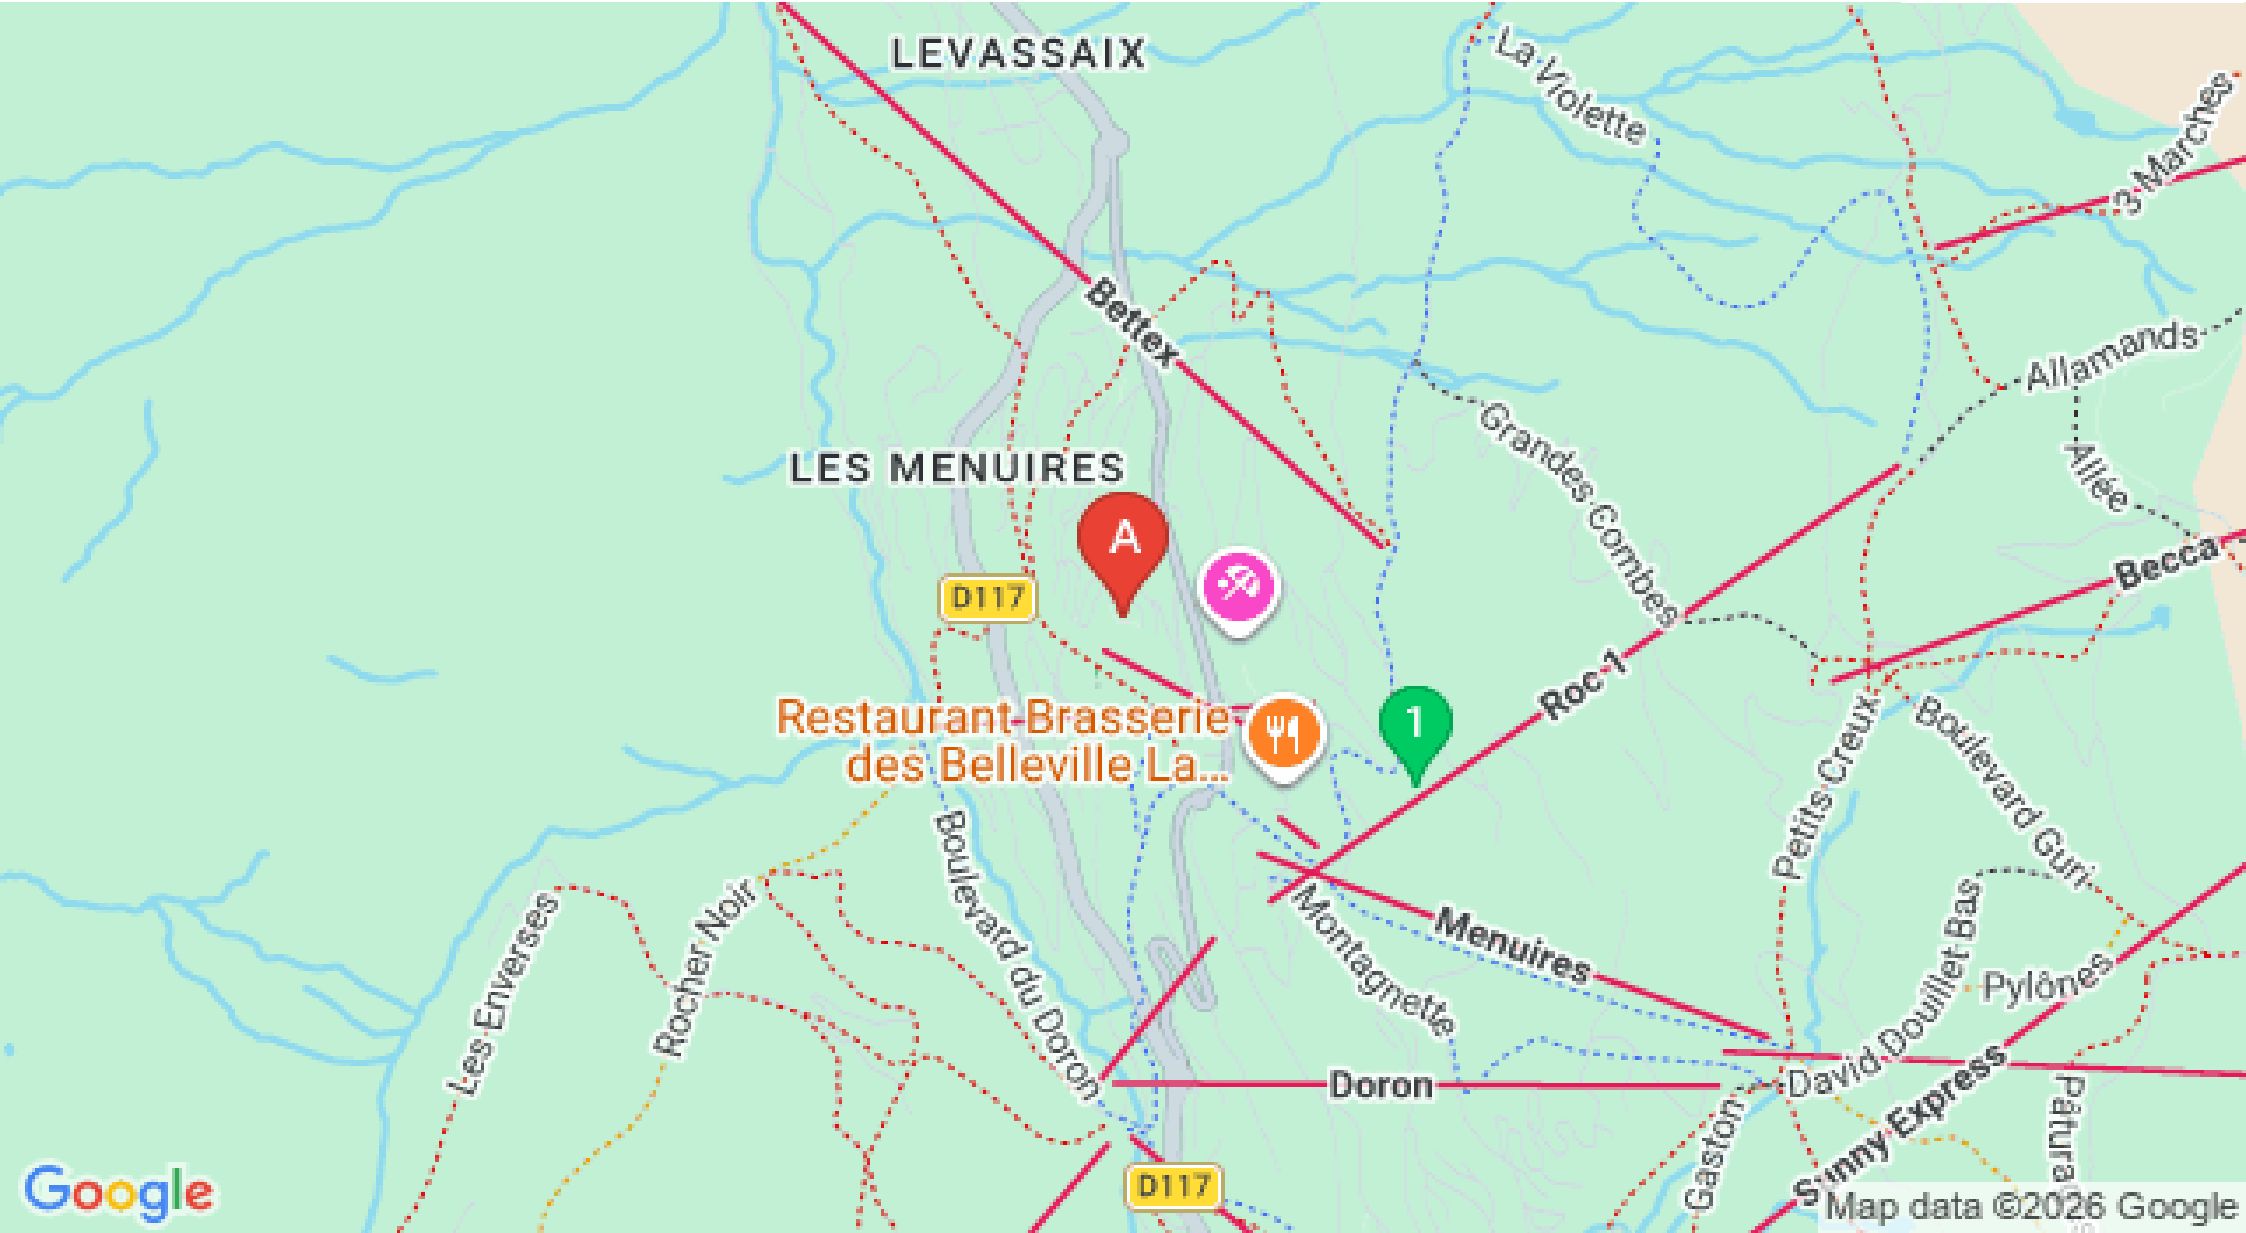 LEVASSAIX
La Violette
3 Marches
Bettex
Allamands
Grandes Combes
Allée
LES MENUIRES
A
Becca
D117
Roc 1
1
Restaurant Brasserie
des Belleville La...
Petits Creux
Boulevard Guri
Boulevard du Doron
Rocher Noir
Les Enverses
Montagnette
Menuires
David Douillet Bas
Pylônes
Doron
Gaston
Sunny Express
D117
Google
Map data ©2026 Google